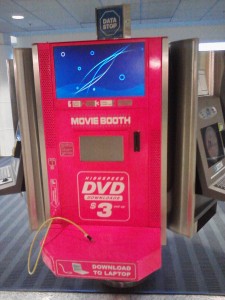 DATA
STOP
MOVIE BOOTH
HIGHSPEED
DVD
DOWNLOADS
$3
DOWNLOAD
TO LAPTOP